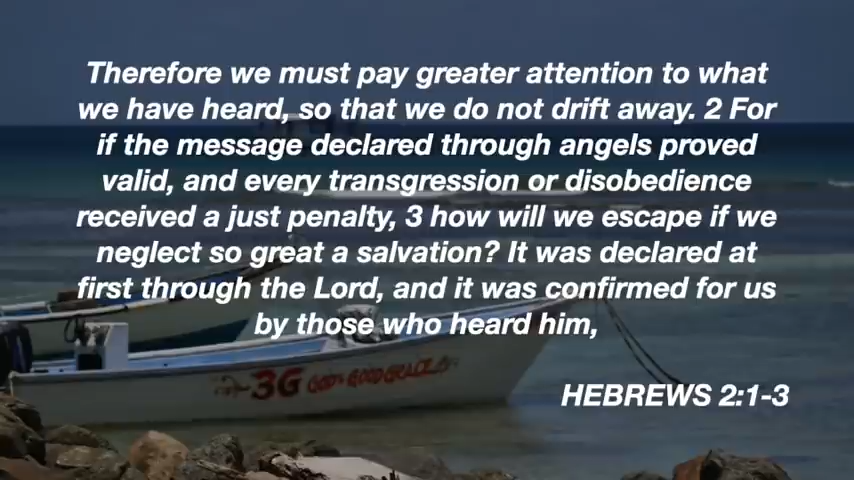 Therefore we must pay greater attention to what
we have heard, so that we do not drift away. 2 For
if the message declared through angels proved
valid, and every transgression or disobedience
received a just penalty, 3 how will we escape if we
neglect so great a salvation? It was declared at
first through the Lord, and it was confirmed for us
by those who heard him,
3G GOD'S GOOD GRACE
HEBREWS 2:1-3